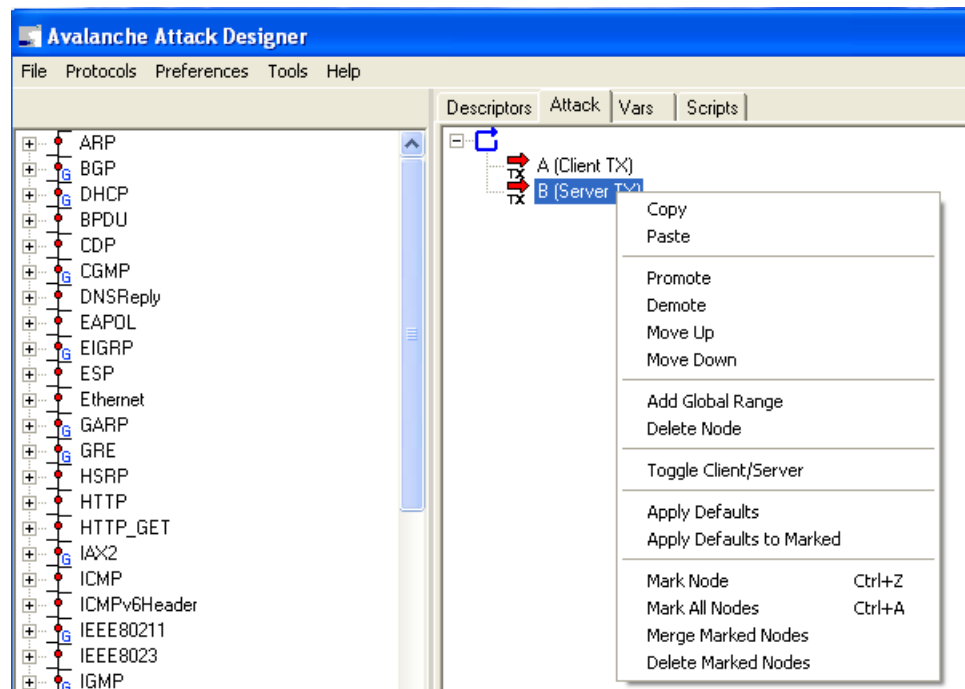 Avalanche Attack Designer
File Protocols Preferences Tools Help
Descriptors Attack Vars Scripts
ARP
G BGP
G DHCP
BPDU
CDP
G CGMP
DNSReply
EAPOL
G EIGRP
ESP
Ethernet
G GARP
G GRE
HSRP
HTTP
HTTP_GET
G IAX2
ICMP
ICMPv6Header
G IEEE80211
IEEE8023
G IGMP
TX A (Client TX)
TX B (Server TX)
Copy
Paste
Promote
Demote
Move Up
Move Down
Add Global Range
Delete Node
Toggle Client/Server
Apply Defaults
Apply Defaults to Marked
Mark Node Ctrl+Z
Mark All Nodes Ctrl+A
Merge Marked Nodes
Delete Marked Nodes